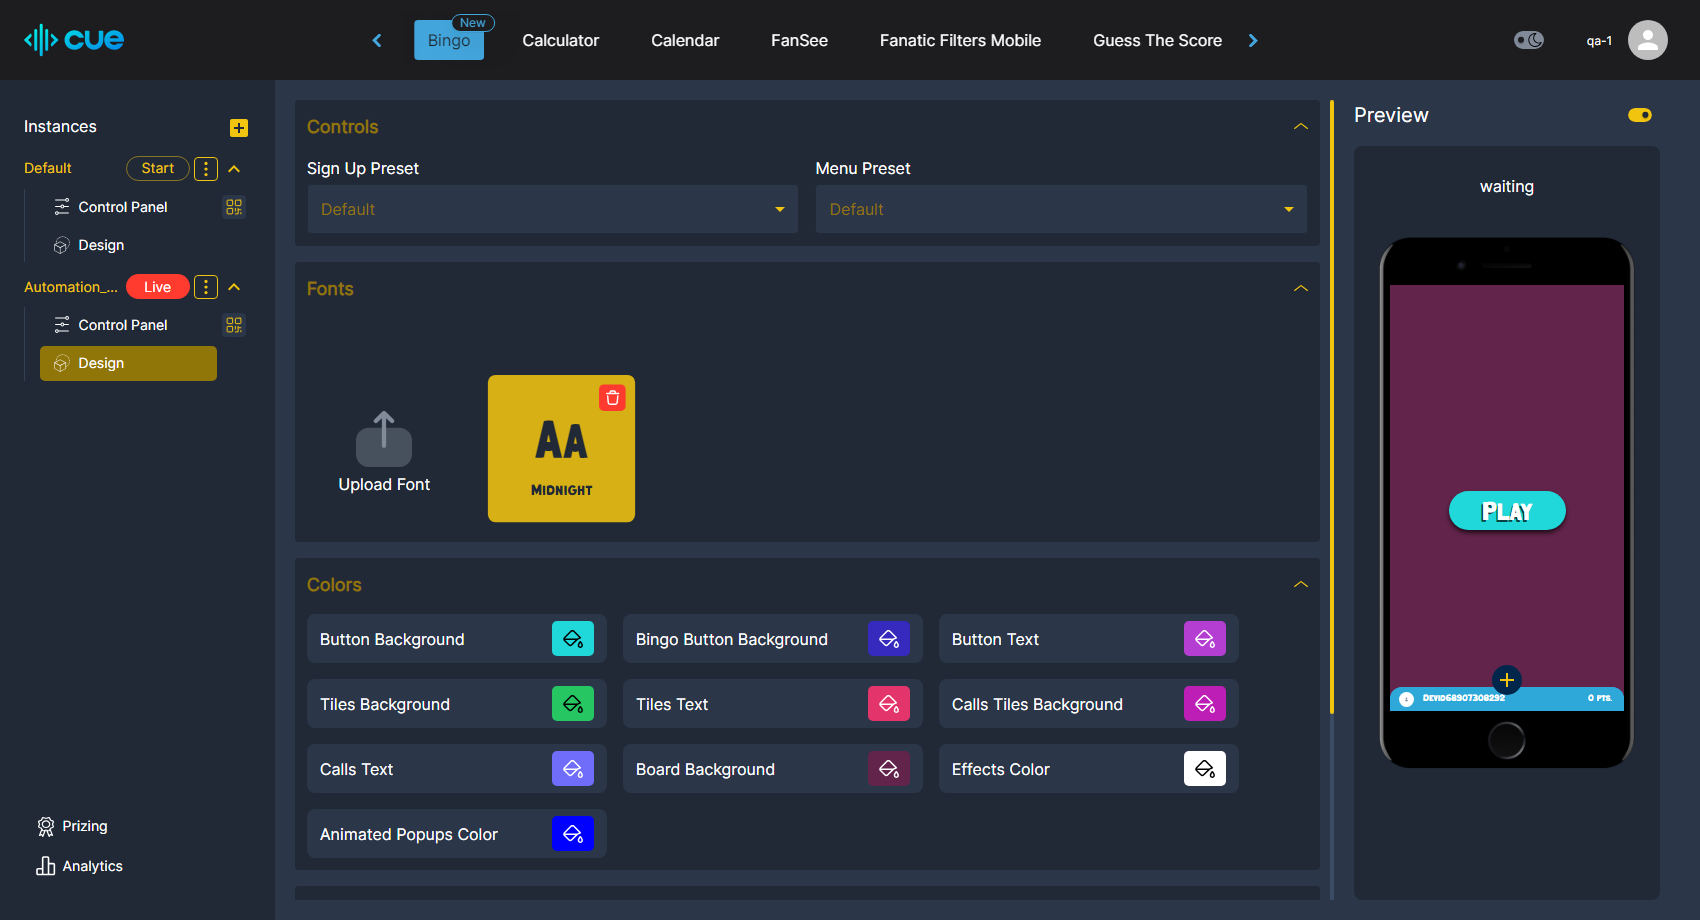 cue
New
Bingo
Calculator
Calendar
FanSee
Fanatic Filters Mobile
Guess The Score
qa-1
Instances
Default
Start
Control Panel
Design
Automation_...
Live
Control Panel
Design
Prizing
Analytics
Controls
Sign Up Preset
Menu Preset
Default
Default
Fonts
Upload Font
Aa
Midnight
Colors
Button Background
Bingo Button Background
Button Text
Tiles Background
Tiles Text
Calls Tiles Background
Calls Text
Board Background
Effects Color
Animated Popups Color
Preview
waiting
Play
Devid68907308292
0 pts.